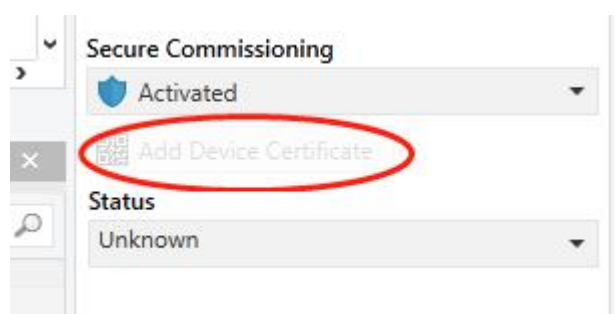 Secure Commissioning
Activated
Add Device Certificate
Status
Unknown